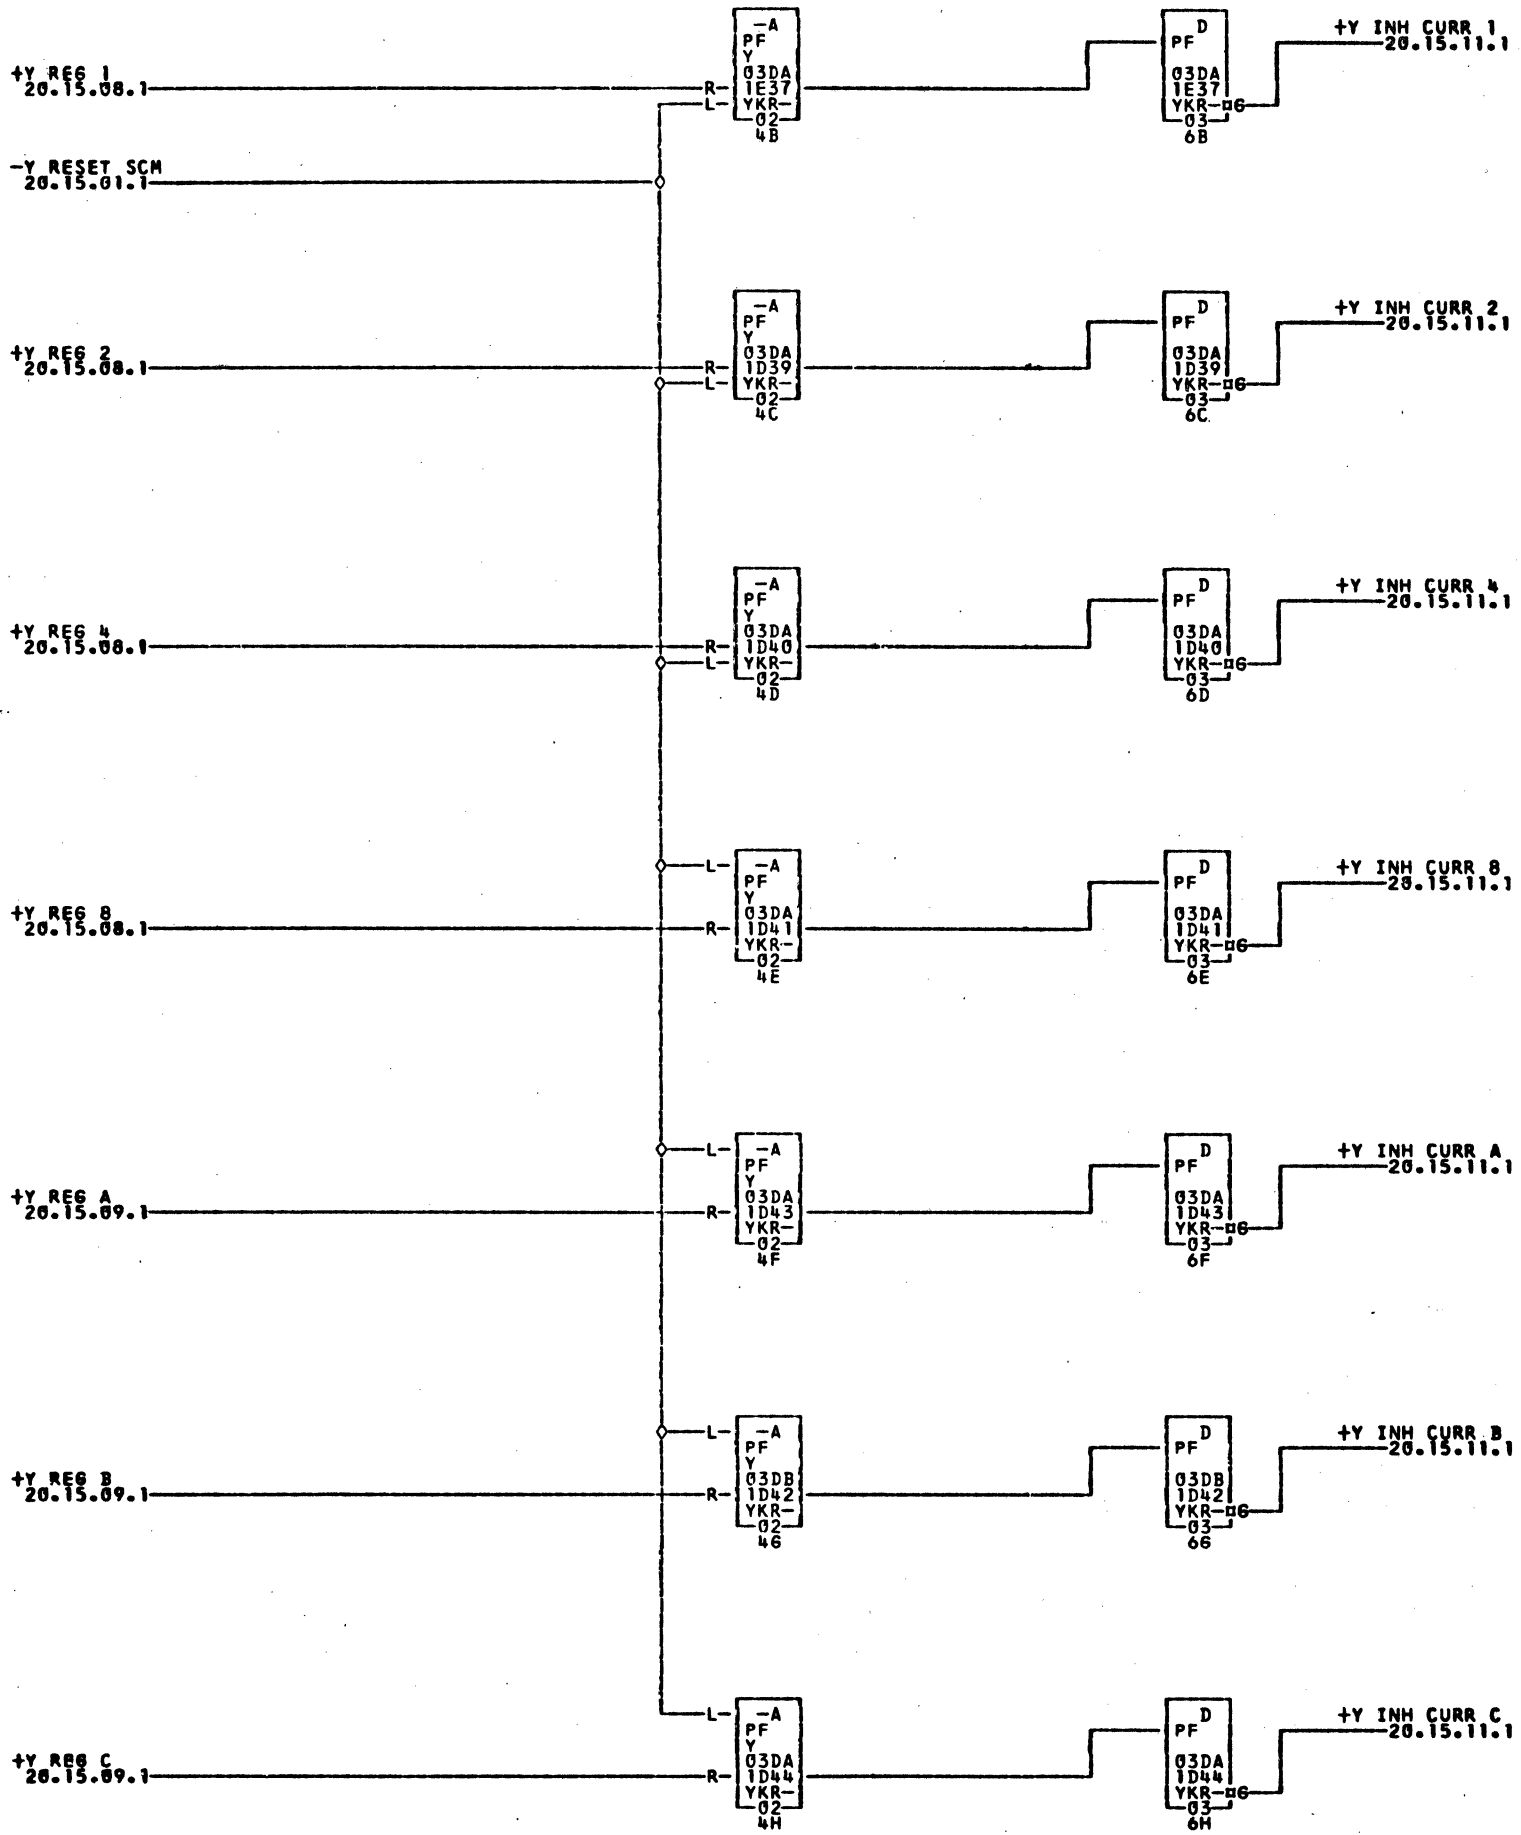 +Y REG 1
20.15.08.1
R-
L-
-A
PF
Y
03DA
1E37
YKR-
02
4B
D
PF
03DA
1E37
YKR-¤G
03
6B
+Y INH CURR 1
20.15.11.1
-Y RESET SCM
20.15.01.1
+Y REG 2
20.15.08.1
R-
L-
-A
PF
Y
03DA
1D39
YKR-
02
4C
D
PF
03DA
1D39
YKR-¤G
03
6C
+Y INH CURR 2
20.15.11.1
+Y REG 4
20.15.08.1
R-
L-
-A
PF
Y
03DA
1D40
YKR-
02
4D
D
PF
03DA
1D40
YKR-¤G
03
6D
+Y INH CURR 4
20.15.11.1
+Y REG 8
20.15.08.1
L-
R-
-A
PF
Y
03DA
1D41
YKR-
02
4E
D
PF
03DA
1D41
YKR-¤G
03
6E
+Y INH CURR 8
20.15.11.1
+Y REG A
20.15.09.1
L-
R-
-A
PF
Y
03DA
1D43
YKR-
02
4F
D
PF
03DA
1D43
YKR-¤G
03
6F
+Y INH CURR A
20.15.11.1
+Y REG B
20.15.09.1
L-
R-
-A
PF
Y
03DB
1D42
YKR-
02
4G
D
PF
03DB
1D42
YKR-¤G
03
6G
+Y INH CURR B
20.15.11.1
+Y REG C
20.15.09.1
L-
R-
-A
PF
Y
03DA
1D44
YKR-
02
4H
D
PF
03DA
1D44
YKR-¤G
03
6H
+Y INH CURR C
20.15.11.1